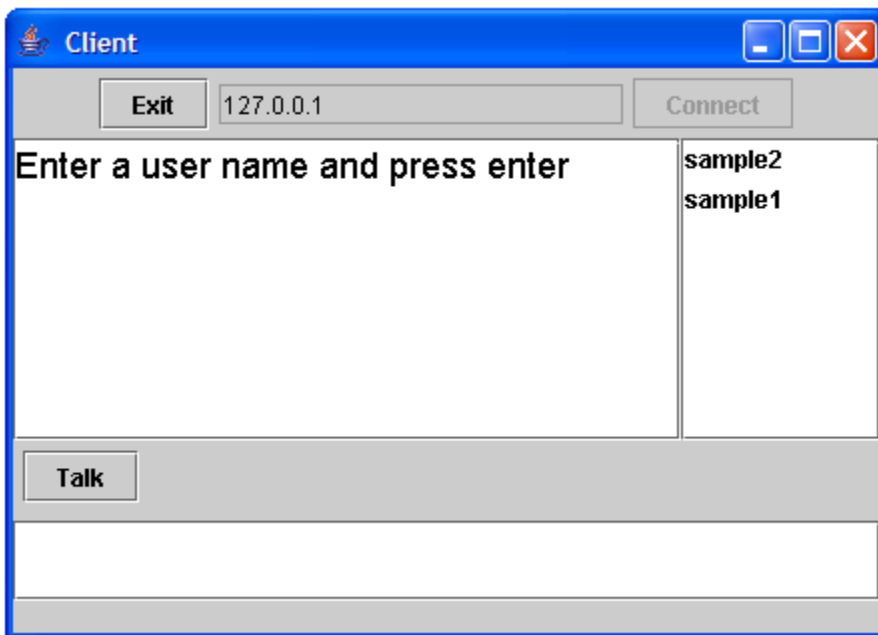 Client
Exit 127.0.0.1 Connect
Enter a user name and press enter
sample2
sample1
Talk